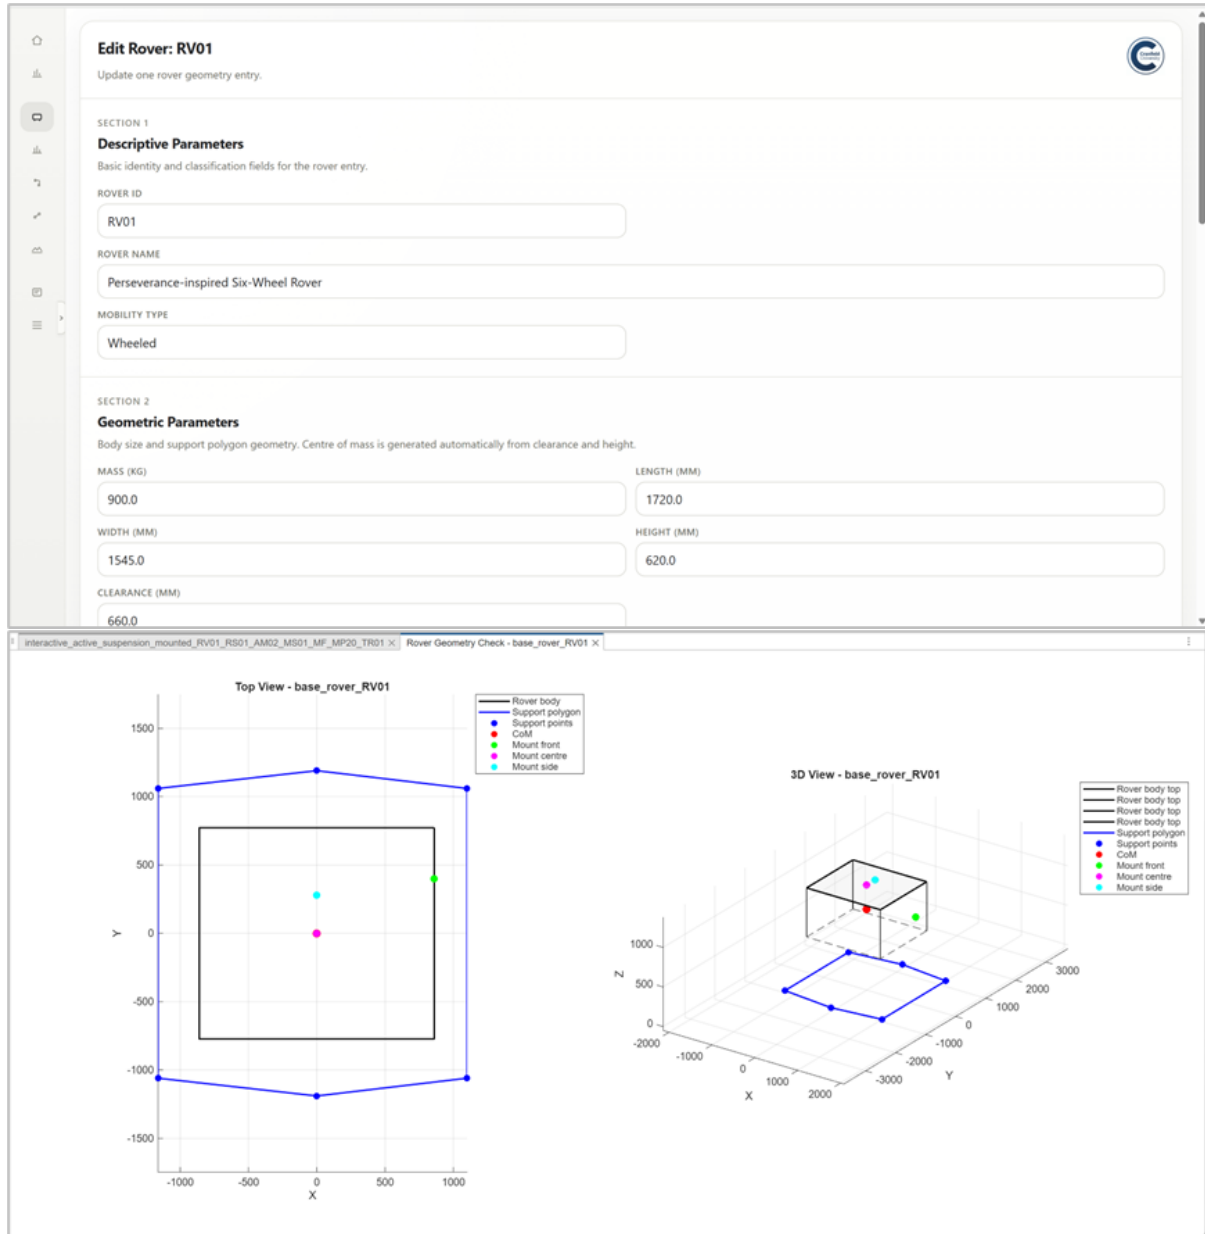 Edit Rover: RV01
Update one rover geometry entry.
Cranfield
University
SECTION 1
Descriptive Parameters
Basic identity and classification fields for the rover entry.
ROVER ID
RV01
ROVER NAME
Perseverance-inspired Six-Wheel Rover
MOBILITY TYPE
Wheeled
SECTION 2
Geometric Parameters
Body size and support polygon geometry. Centre of mass is generated automatically from clearance and height.
MASS (KG)
LENGTH (MM)
900.0
1720.0
WIDTH (MM)
HEIGHT (MM)
1545.0
620.0
CLEARANCE (MM)
660.0
interactive_active_suspension_mounted_RV01_RS01_AM02_MS01_MF_MP20_TR01
Rover Geometry Check - base_rover_RV01
Top View - base_rover_RV01
Rover body
Support polygon
Support points
CoM
Mount front
Mount centre
Mount side
1500
1000
500
0
-500
-1000
-1500
Y
-1000
-500
0
500
1000
X
3D View - base_rover_RV01
Rover body top
Rover body top
Rover body top
Rover body top
Support polygon
Support points
CoM
Mount front
Mount centre
Mount side
1000
500
0
Z
-2000
-1000
0
1000
2000
X
-3000
-2000
-1000
0
1000
2000
3000
Y